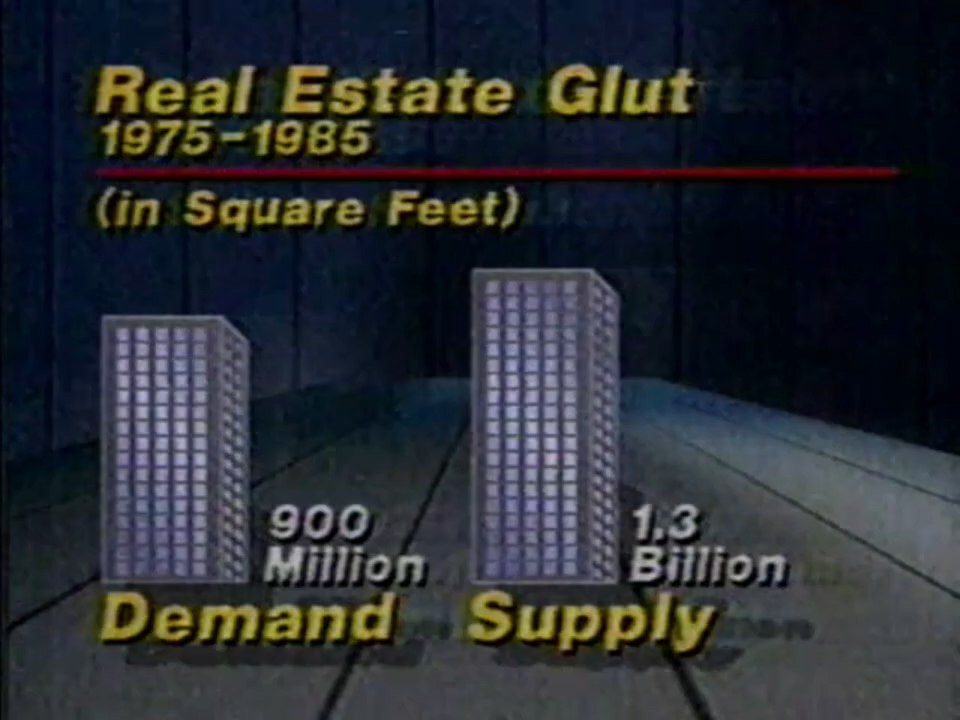 Real Estate Glut
1975-1985
(in Square Feet)
900
Million
Demand
1.3
Billion
Supply